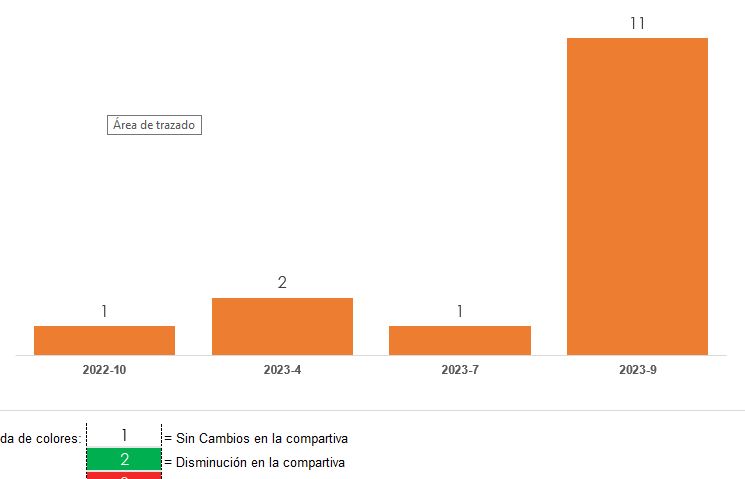 11
Área de trazado
2
1
1
2022-10
2023-4
2023-7
2023-9
da de colores:
1
= Sin Cambios en la compartiva
2
= Disminución en la compartiva